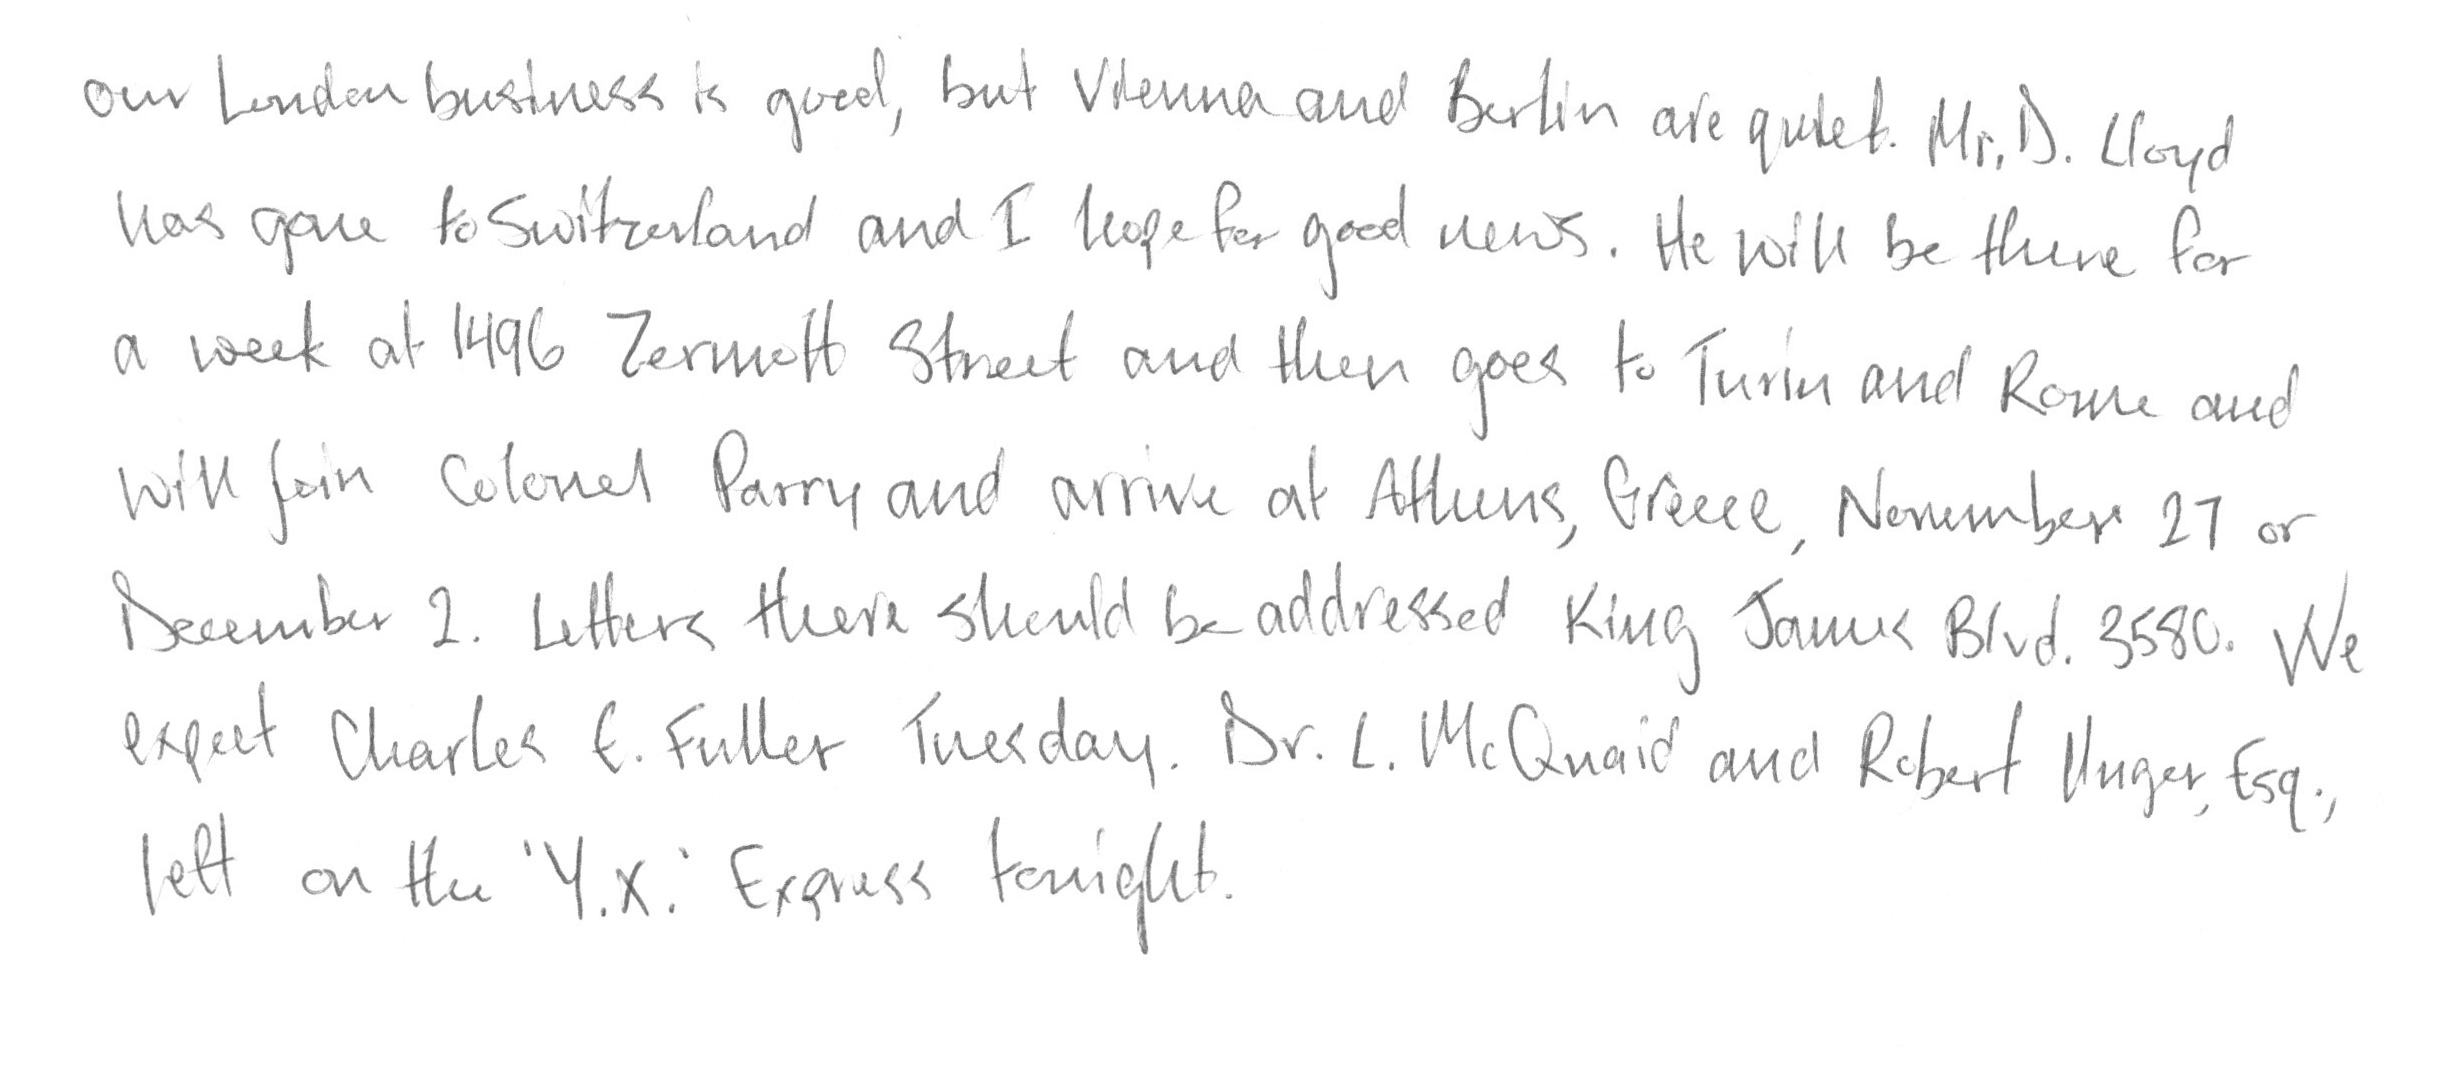 our London business is good, but Vienna and Berlin are quiet. Mr. D. Lloyd
has gone to Switzerland and I hope for good news. He will be there for
a week at 1496 Zermott Street and then goes to Turin and Rome and
will join Colonel Parry and arrive at Athens, Greece, November 27 or
December 2. Letters there should be addressed King James Blvd. 3580. We
expect Charles E. Fuller Tuesday. Dr. L. McQuaid and Robert Unger, Esq.,
left on the 'Y.X.' Express tonight.